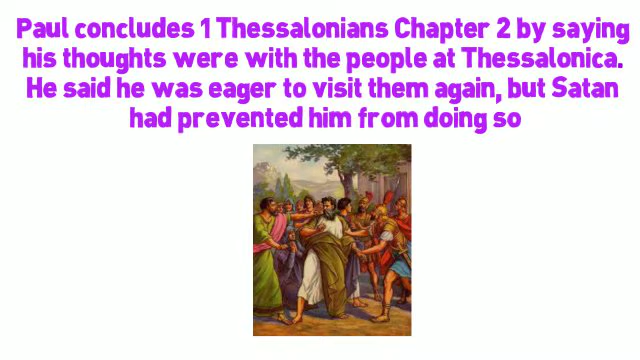 Paul concludes 1 Thessalonians Chapter 2 by saying
his thoughts were with the people at Thessalonica.
He said he was eager to visit them again, but Satan
had prevented him from doing so